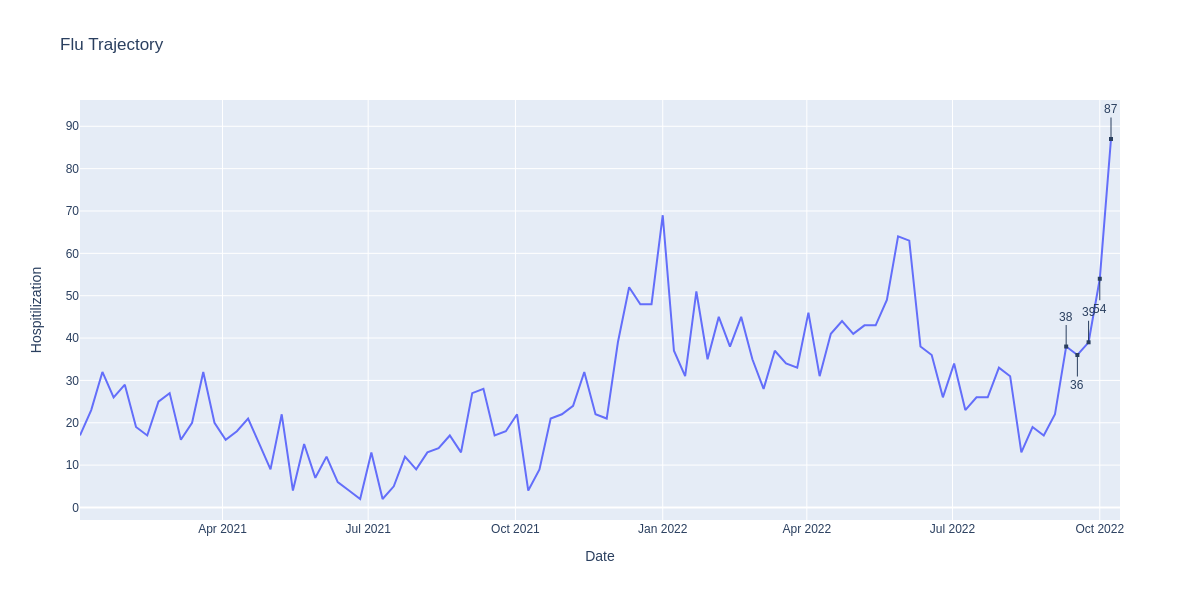 Flu Trajectory
87
90
80
70
60
50
40
30
20
10
0
38
39
54
36
Hospitilization
Apr 2021
Jul 2021
Oct 2021
Jan 2022
Apr 2022
Jul 2022
Oct 2022
Date